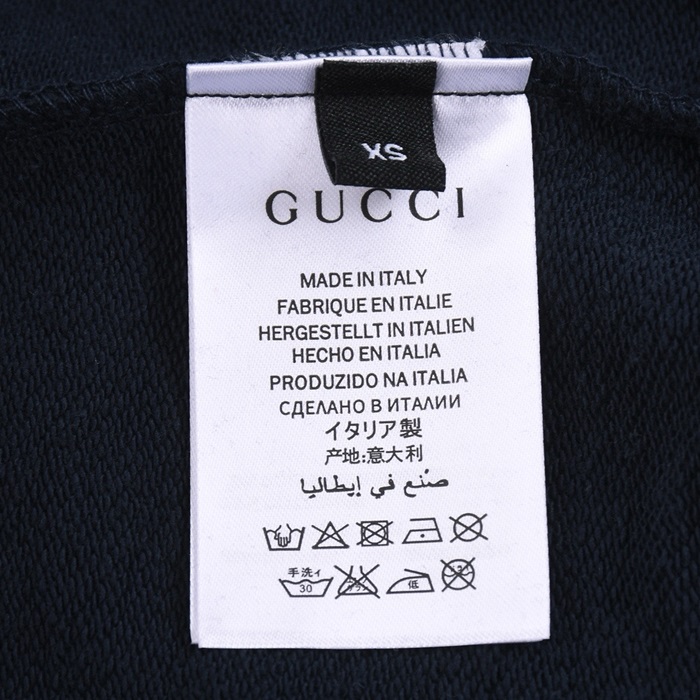 XS
GUCCI
MADE IN ITALY
FABRIQUE EN ITALIE
HERGESTELLT IN ITALIEN
HECHO EN ITALIA
PRODUZIDO NA ITALIA
СДЕЛАНО В ИТАЛИИ
イタリア製
产地:意大利
صُنع في إيطاليا
手洗イ
30 低